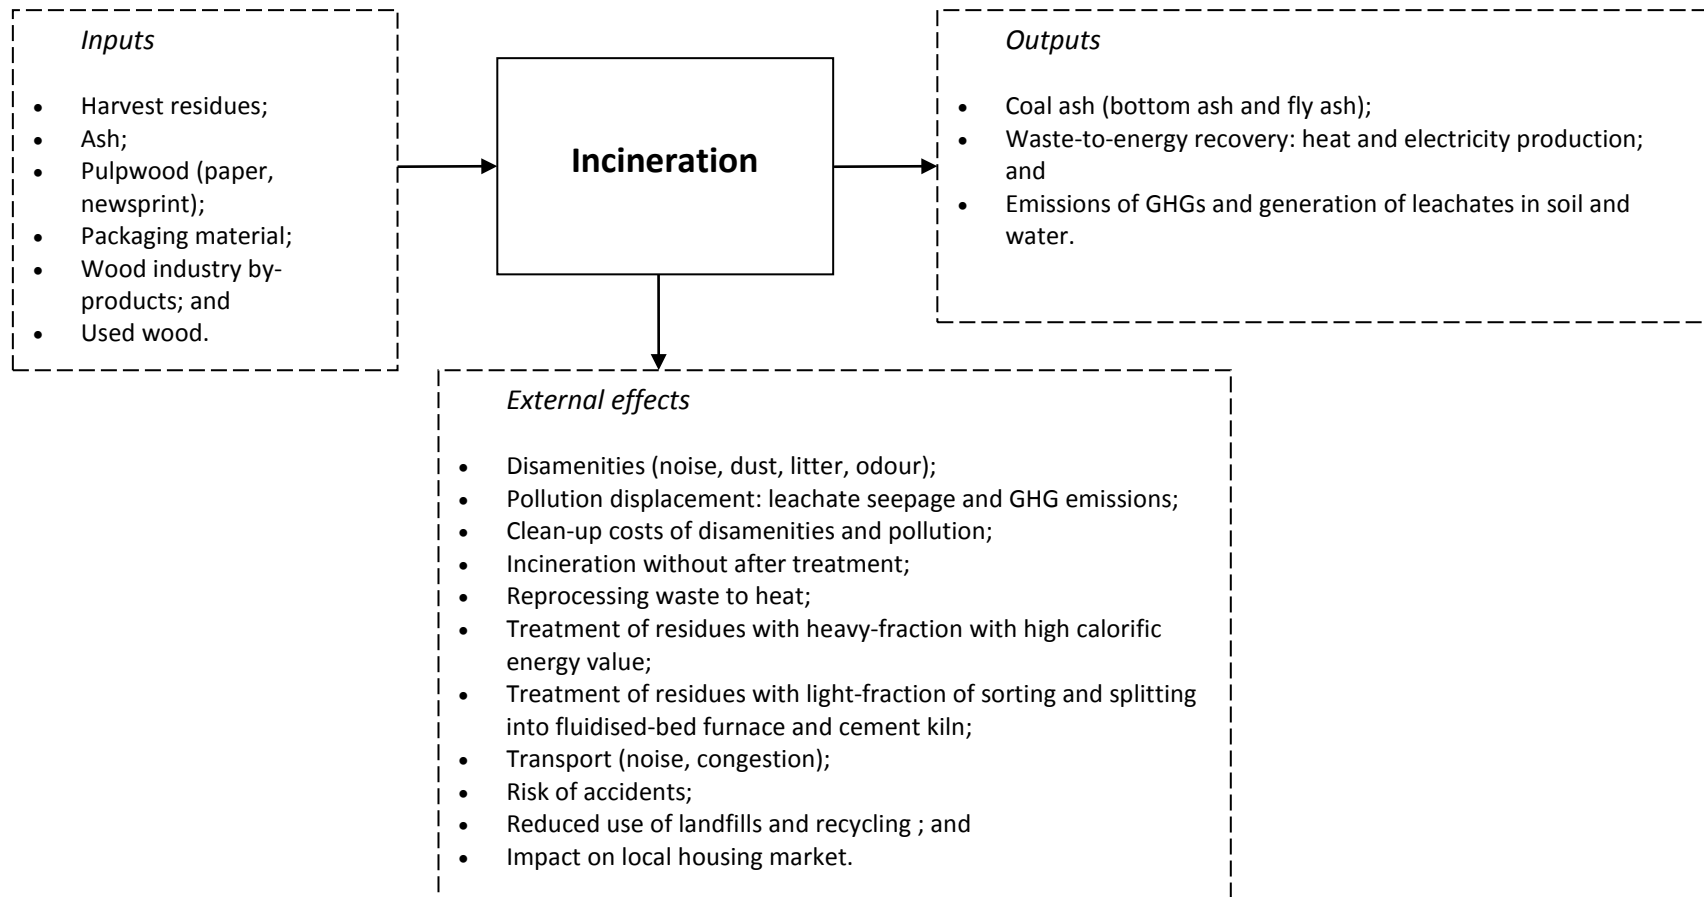 Inputs
• Harvest residues;
• Ash;
• Pulpwood (paper,
newsprint);
• Packaging material;
• Wood industry by-
products; and
• Used wood.
Incineration
Outputs
• Coal ash (bottom ash and fly ash);
• Waste-to-energy recovery: heat and electricity production;
and
• Emissions of GHGs and generation of leachates in soil and
water.
External effects
• Disamenities (noise, dust, litter, odour);
• Pollution displacement: leachate seepage and GHG emissions;
• Clean-up costs of disamenities and pollution;
• Incineration without after treatment;
• Reprocessing waste to heat;
• Treatment of residues with heavy-fraction with high calorific
energy value;
• Treatment of residues with light-fraction of sorting and splitting
into fluidised-bed furnace and cement kiln;
• Transport (noise, congestion);
• Risk of accidents;
• Reduced use of landfills and recycling ; and
• Impact on local housing market.